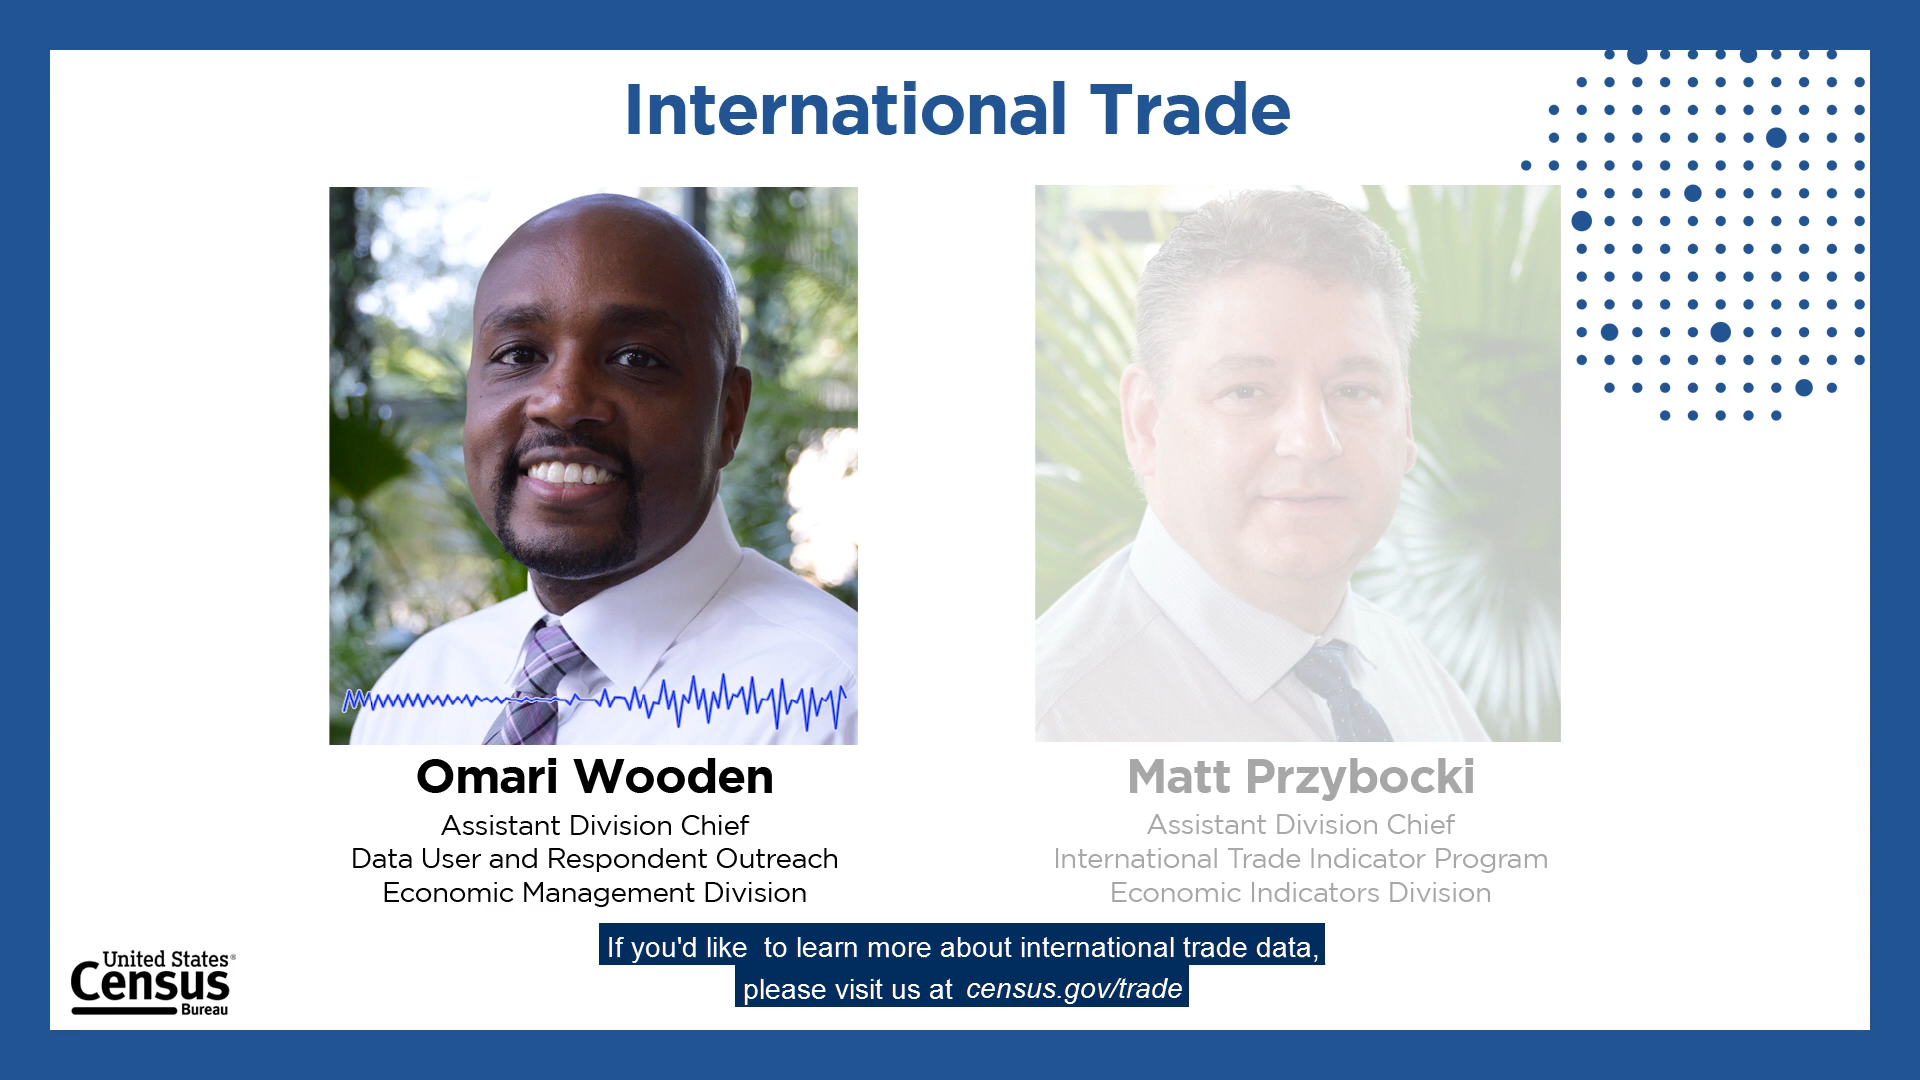 International Trade
Omari Wooden
Assistant Division Chief
Data User and Respondent Outreach
Economic Management Division
Matt Przybocki
Assistant Division Chief
International Trade Indicator Program
Economic Indicators Division
If you'd like to learn more about international trade data,
please visit us at census.gov/trade
United States®
Census
Bureau